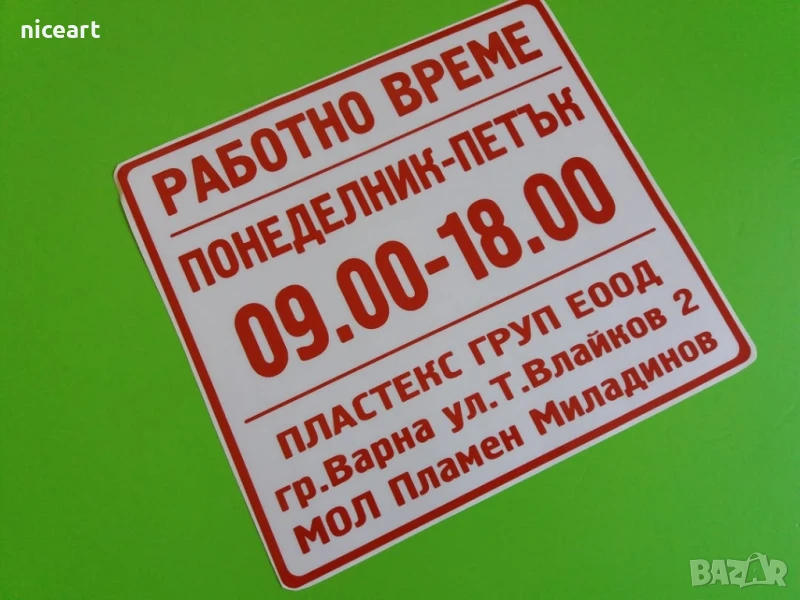 niceart
РАБОТНО ВРЕМЕ
ПОНЕДЕЛНИК-ПЕТЪК
09.00-18.00
ПЛАСТЕКС ГРУП ЕООД
гр.Варна ул.Т.Влайков 2
МОЛ Пламен Миладинов
BAZAR